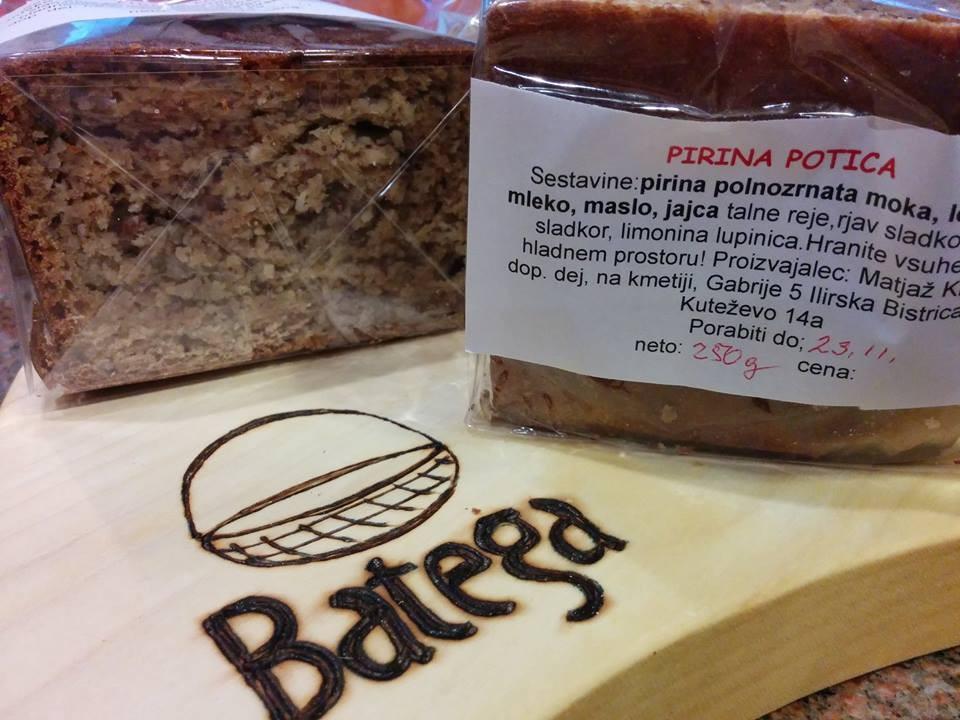 PIRINA POTICA
Sestavine:pirina polnozrnata moka,
mleko, maslo, jajca talne reje,rjav
sladkor, limonina lupinica.Hranite
hladnem prostoru! Proizvajalec: Matjaž
dop. dej, na kmetiji, Gabrije 5 Ilirska Bistrica
Kuteževo 14a
Porabiti do; 23, 11,
neto: 250g cena:
Batega